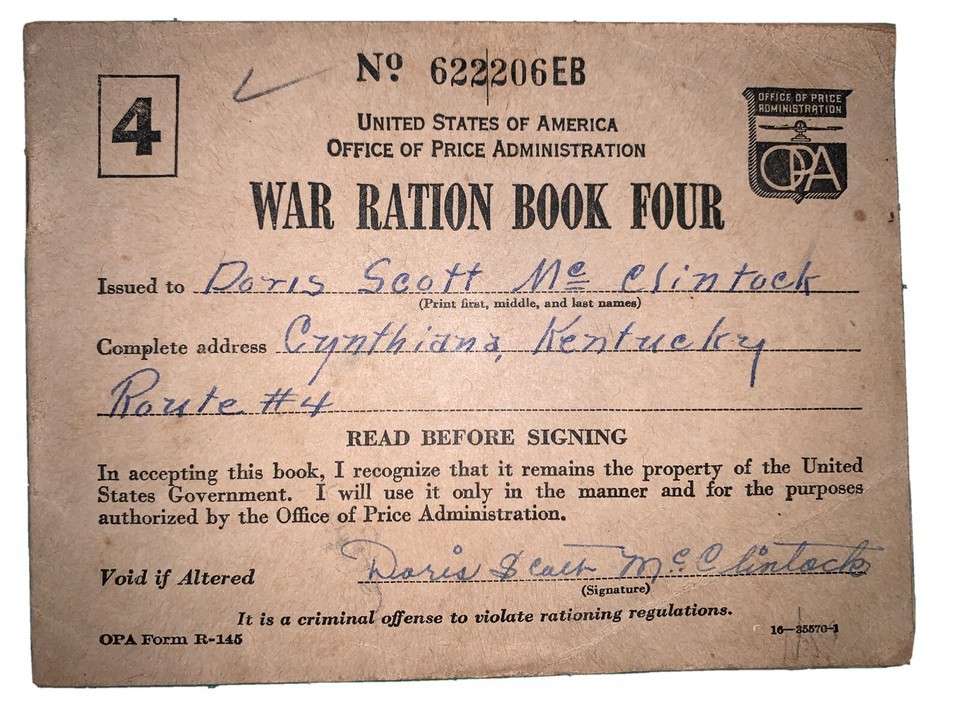 Nº 622206EB
4
OFFICE OF PRICE
ADMINISTRATION
OPA
UNITED STATES OF AMERICA
OFFICE OF PRICE ADMINISTRATION
WAR RATION BOOK FOUR
Issued to Doris Scott Mc Clintock
(Print first, middle, and last names)
Complete address Cynthiana, Kentucky
Route #4
READ BEFORE SIGNING
In accepting this book, I recognize that it remains the property of the United
States Government. I will use it only in the manner and for the purposes
authorized by the Office of Price Administration.
Void if Altered Doris Scott McClintock
(Signature)
It is a criminal offense to violate rationing regulations.
OPA Form R-145
16—35570-1